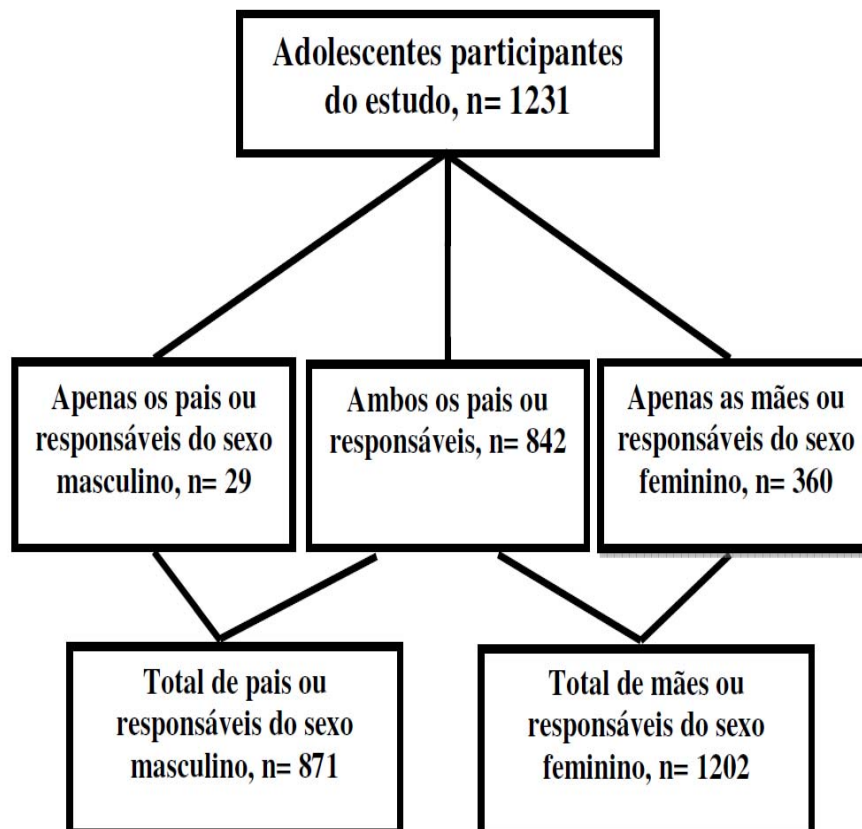 Adolescentes participantes
do estudo, n= 1231
Apenas os pais ou
responsáveis do sexo
masculino, n= 29
Ambos os pais ou
responsáveis, n= 842
Apenas as mães ou
responsáveis do sexo
feminino, n= 360
Total de pais ou
responsáveis do sexo
masculino, n= 871
Total de mães ou
responsáveis do sexo
feminino, n= 1202